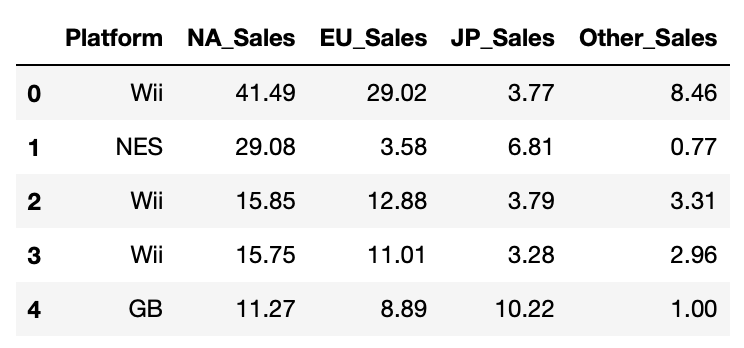 Platform NA_Sales EU_Sales JP_Sales Other_Sales
0 Wii 41.49 29.02 3.77 8.46
1 NES 29.08 3.58 6.81 0.77
2 Wii 15.85 12.88 3.79 3.31
3 Wii 15.75 11.01 3.28 2.96
4 GB 11.27 8.89 10.22 1.00